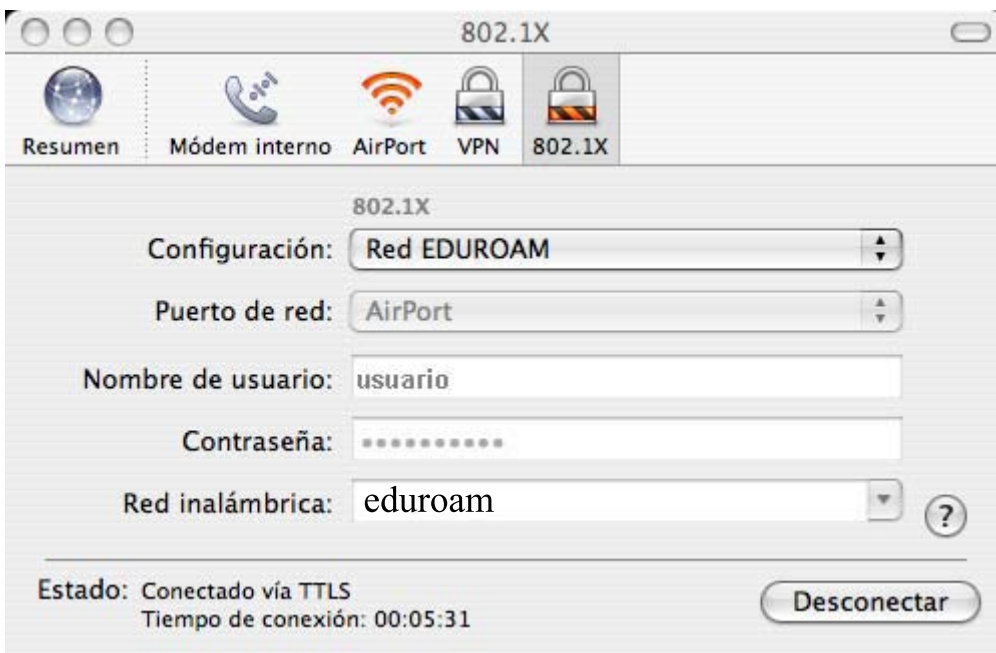 802.1X
Resumen Módem interno AirPort VPN 802.1X
802.1X
Configuración: Red EDUROAM
Puerto de red: AirPort
Nombre de usuario: usuario
Contraseña: ••••••••••
Red inalámbrica: eduroam
?
Estado: Conectado vía TTLS
Tiempo de conexión: 00:05:31
Desconectar